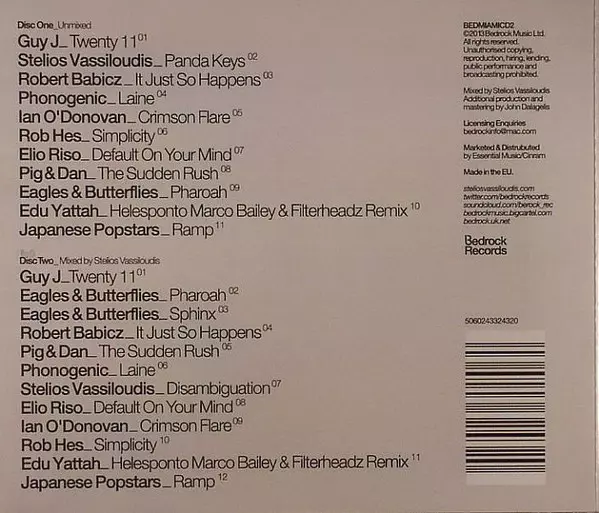 Disc One_Unmixed
Guy J_ Twenty 11 01
Stelios Vassiloudis_ Panda Keys 02
Robert Babicz_ It Just So Happens 03
Phonogenic_ Laine 04
Ian O'Donovan_ Crimson Flare 05
Rob Hes_ Simplicity 06
Elio Riso_ Default On Your Mind 07
Pig & Dan_ The Sudden Rush 08
Eagles & Butterflies_ Pharoah 09
Edu Yattah_ Helesponto Marco Bailey & Filterheadz Remix 10
Japanese Popstars_ Ramp 11
Disc Two_ Mixed by Stelios Vassiloudis
Guy J_Twenty 11 01
Eagles & Butterflies_ Pharoah 02
Eagles & Butterflies_ Sphinx 03
Robert Babicz_ It Just So Happens 04
Pig & Dan_ The Sudden Rush 05
Phonogenic_ Laine 06
Stelios Vassiloudis_ Disambiguation 07
Elio Riso_ Default On Your Mind 08
Ian O'Donovan_ Crimson Flare 09
Rob Hes_ Simplicity 10
Edu Yattah_ Helesponto Marco Bailey & Filterheadz Remix 11
Japanese Popstars_ Ramp 12
BEDMIAMICD2
©2013 Bedrock Music Ltd.
All rights reserved.
Unauthorised copying,
reproduction, hiring, lending,
public performance and
broadcasting prohibited.
Mixed by Stelios Vassiloudis
Additional production and
mastering by John Dalagelis
Licensing Enquiries
bedrockinfo@mac.com
Marketed & Distrubuted
by Essential Music/Cinram
Made in the EU.
steliosvassiloudis.com
twitter.com/bedrockrecords
soundcloud.com/berock_rec
bedrockmusic.bigcartel.com
bedrock.uk.net
Bedrock
Records
5060243324320